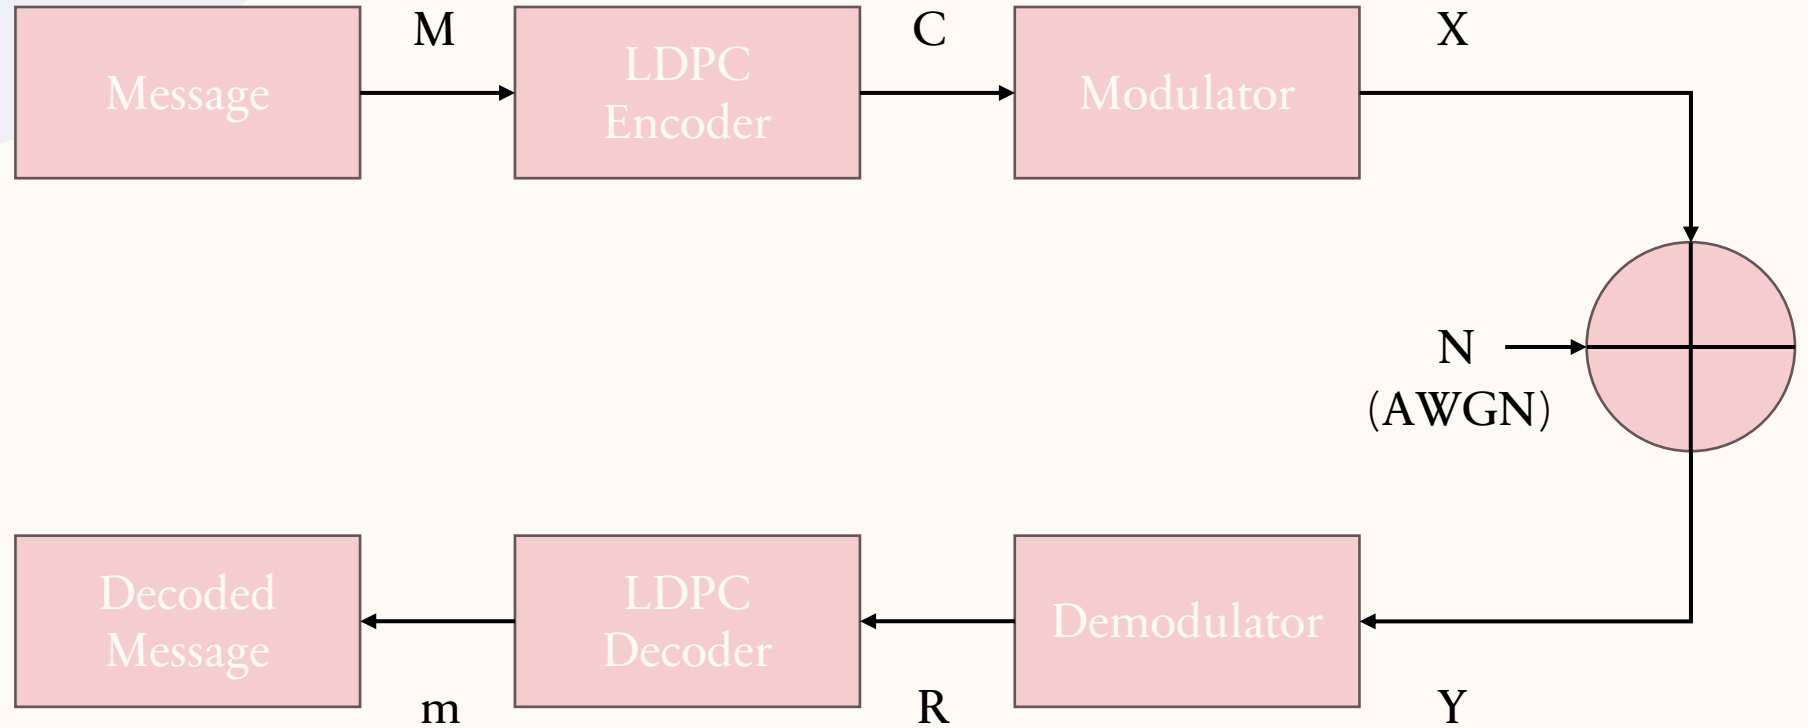 M
C
X
Message
LDPC
Encoder
Modulator
N
(AWGN)
Decoded
Message
LDPC
Decoder
Demodulator
m
R
Y